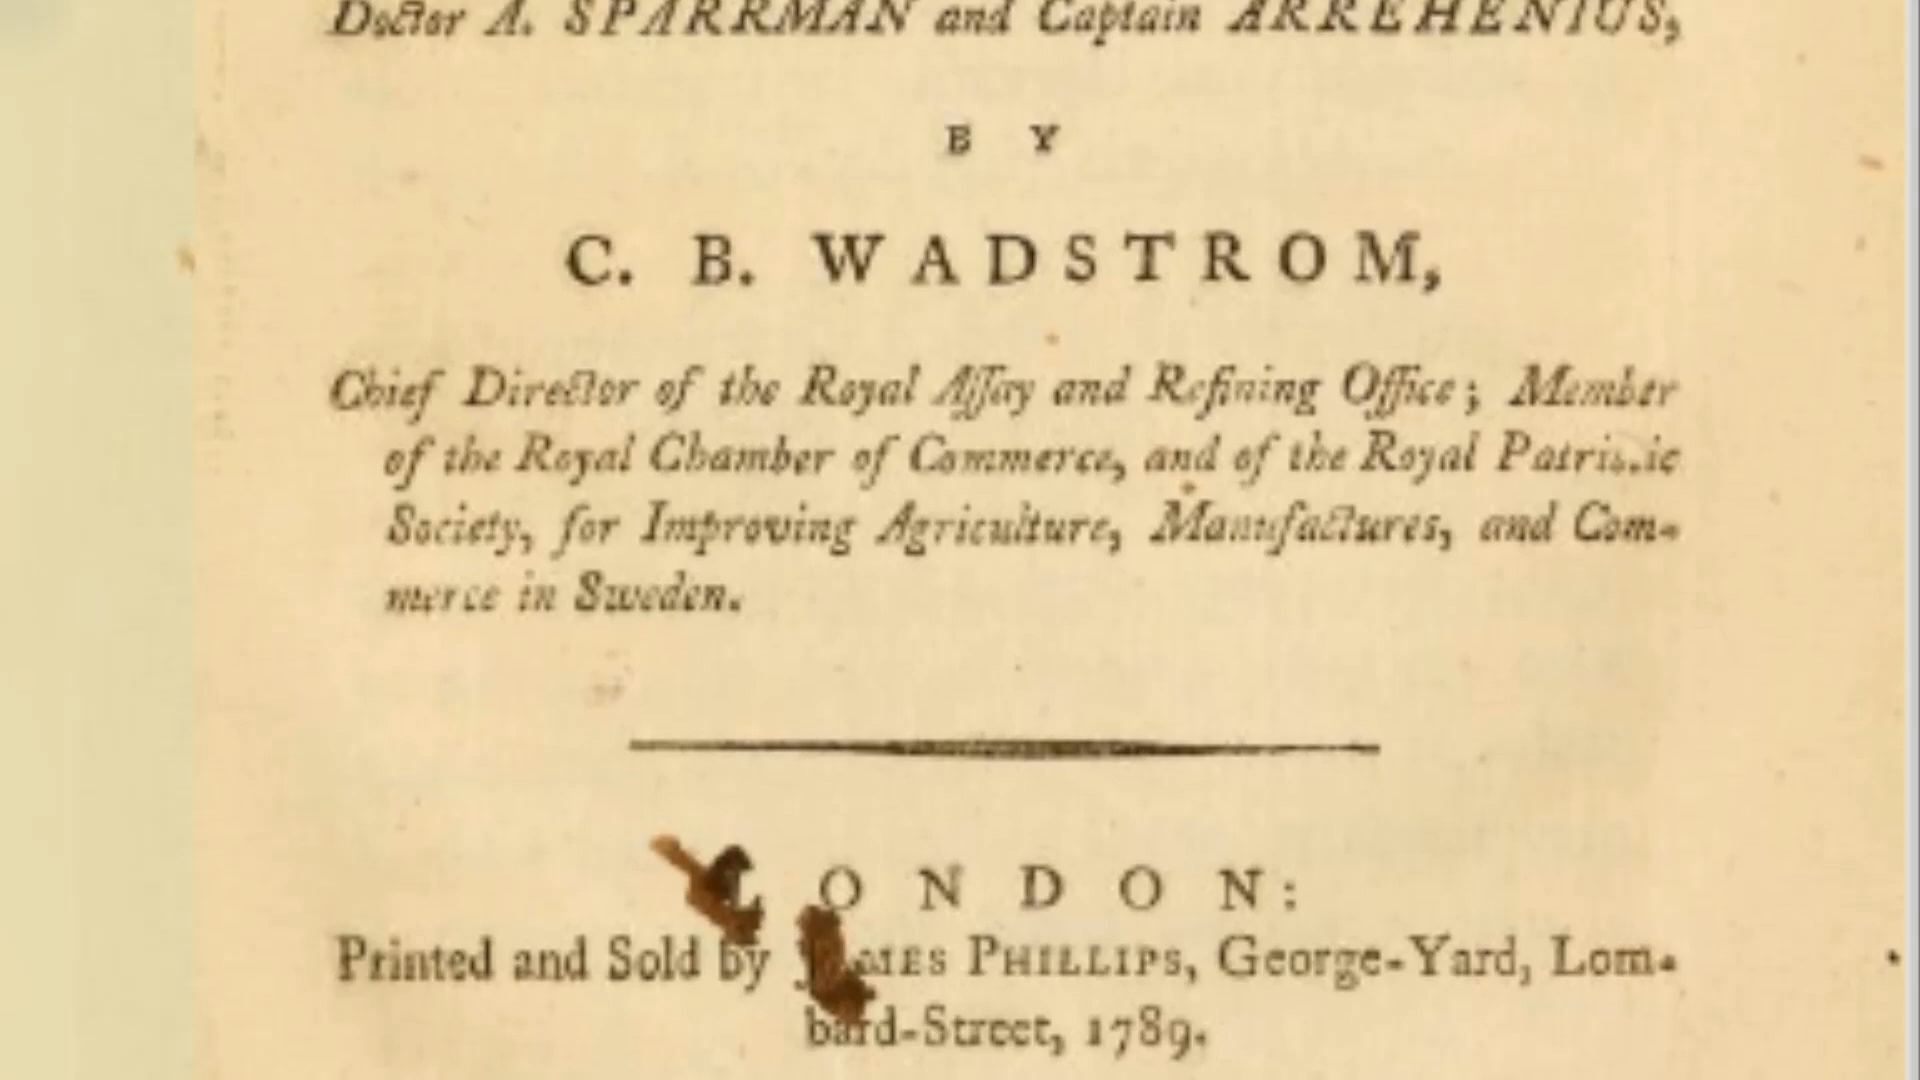 Doctor A. SPARRMAN and Captain ARREHENIUS,
BY
C. B. WADSTROM,
Chief Director of the Royal Assay and Refining Office; Member
of the Royal Chamber of Commerce, and of the Royal Patriotic
Society, for Improving Agriculture, Manufactures, and Com-
merce in Sweden.
LONDON:
Printed and Sold by JAMES PHILLIPS, George-Yard, Lom-
bard-Street, 1789.